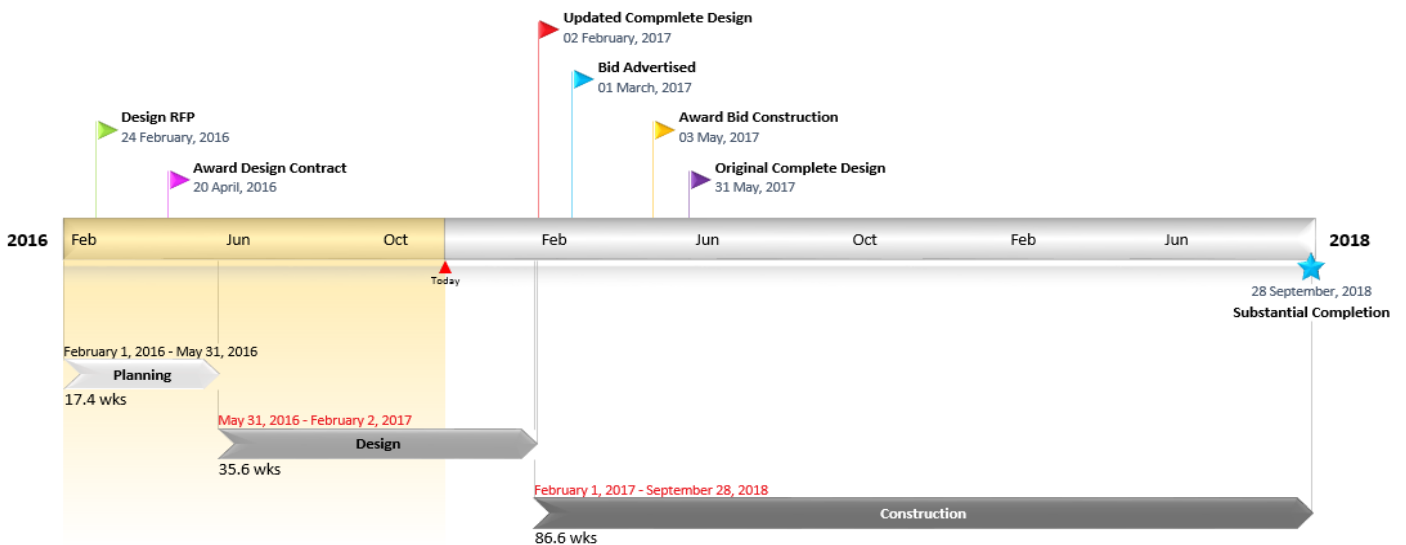 Updated Compmlete Design
02 February, 2017
Bid Advertised
01 March, 2017
Design RFP
24 February, 2016
Award Bid Construction
03 May, 2017
Award Design Contract
20 April, 2016
Original Complete Design
31 May, 2017
2016 Feb Jun Oct Feb Jun Oct Feb Jun 2018
Today
28 September, 2018
Substantial Completion
February 1, 2016 - May 31, 2016
Planning
17.4 wks
May 31, 2016 - February 2, 2017
Design
35.6 wks
February 1, 2017 - September 28, 2018
Construction
86.6 wks